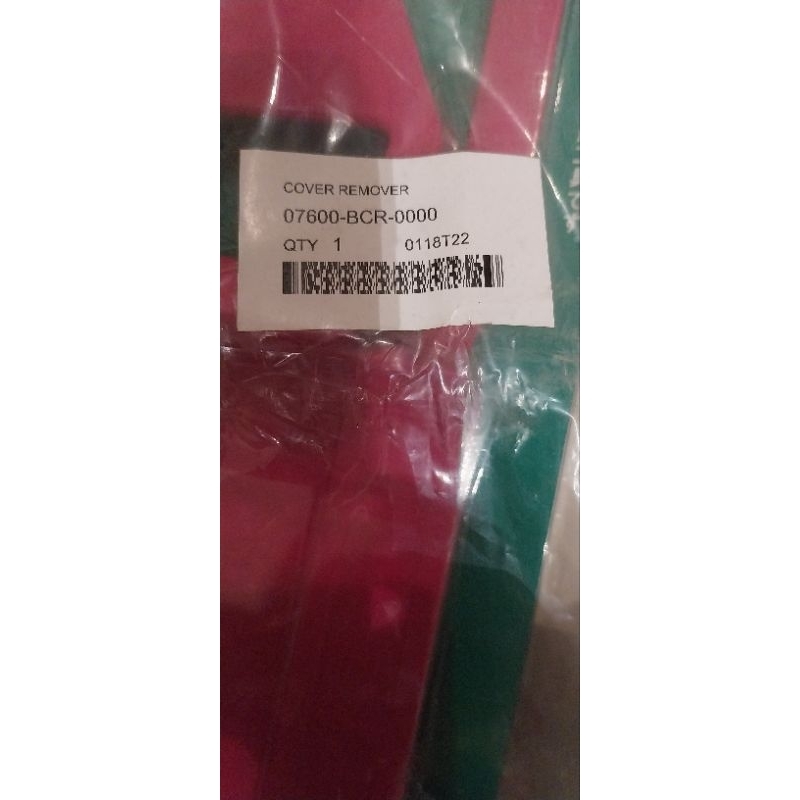 COVER REMOVER
07600-BCR-0000
QTY 1 0118T22